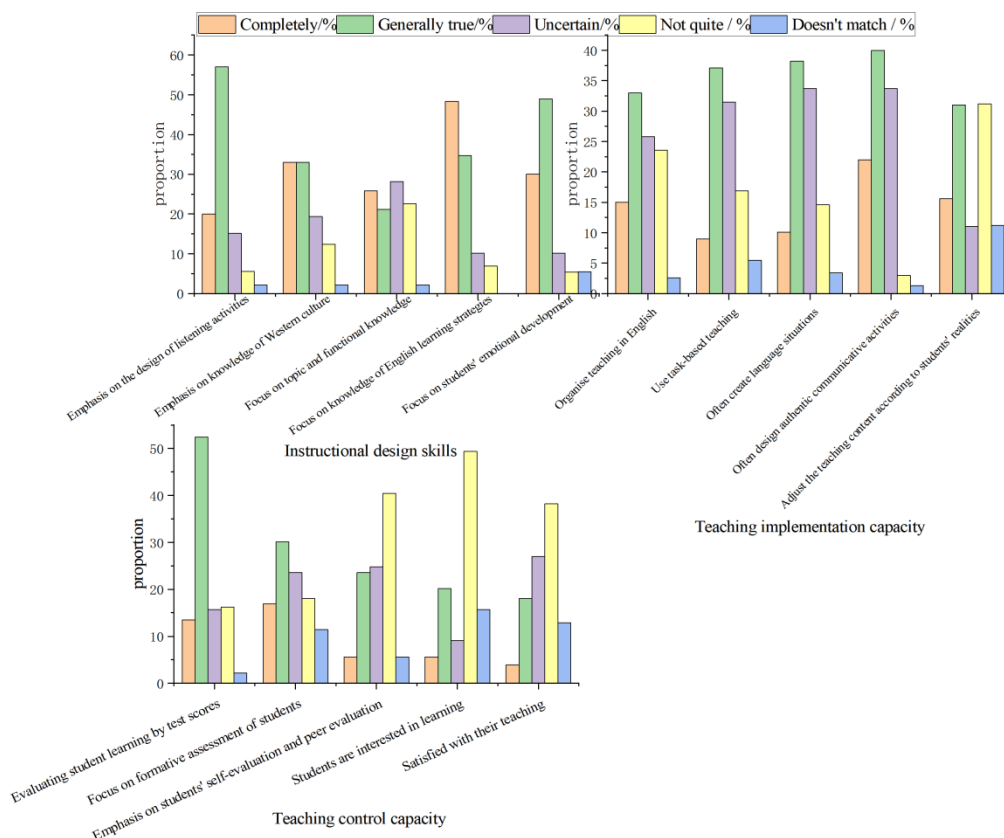 Completely/% Generally true/% Uncertain/% Not quite / % Doesn't match / %
proportion
60
50
40
30
20
10
0
Emphasis on the design of listening activities
Emphasis on knowledge of Western culture
Focus on topic and functional knowledge
Focus on knowledge of English learning strategies
Focus on students' emotional development
Instructional design skills
proportion
40
35
30
25
20
15
10
5
0
Organise teaching in English
Use task-based teaching
Often create language situations
Often design authentic communicative activities
Adjust the teaching content according to students' realities
Teaching implementation capacity
proportion
50
40
30
20
10
0
Evaluating student learning by test scores
Focus on formative assessment of students
Emphasis on students' self-evaluation and peer evaluation
Students are interested in learning
Satisfied with their teaching
Teaching control capacity